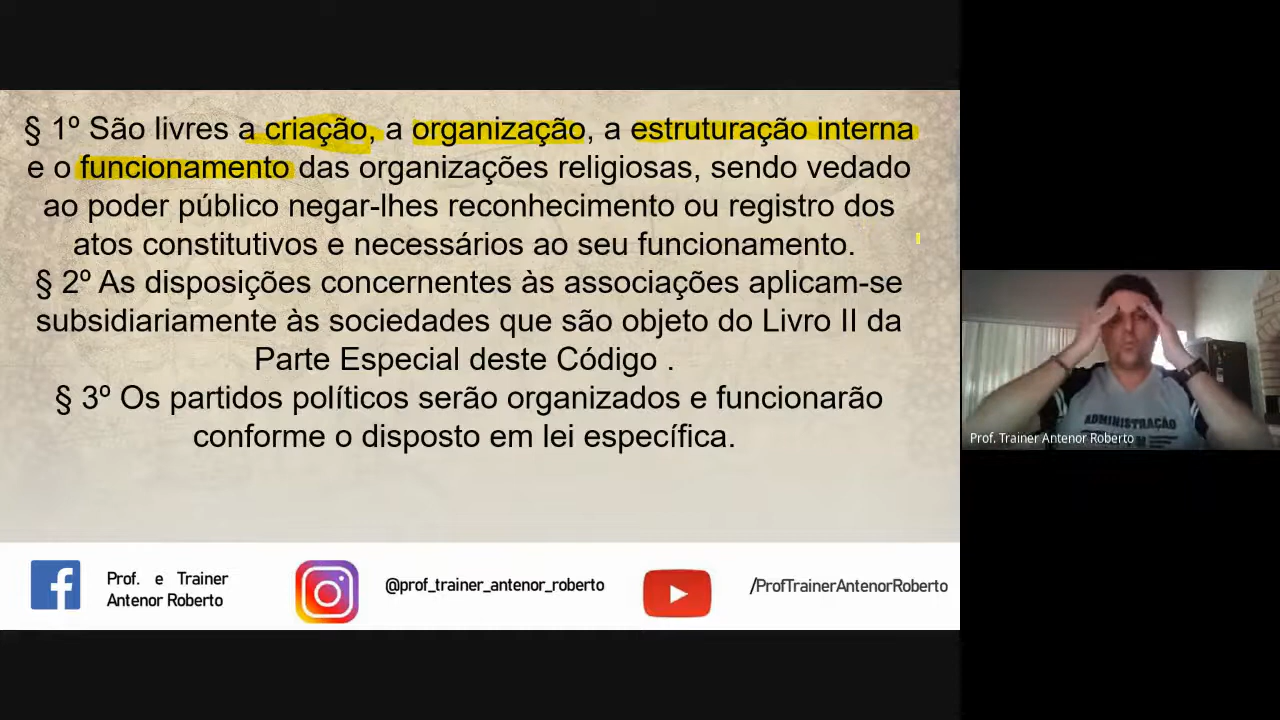 § 1º São livres a criação, a organização, a estruturação interna
e o funcionamento das organizações religiosas, sendo vedado
ao poder público negar-lhes reconhecimento ou registro dos
atos constitutivos e necessários ao seu funcionamento.
§ 2º As disposições concernentes às associações aplicam-se
subsidiariamente às sociedades que são objeto do Livro II da
Parte Especial deste Código .
§ 3º Os partidos políticos serão organizados e funcionarão
conforme o disposto em lei específica.
ADMINISTRAÇÃO
Prof. Trainer Antenor Roberto
Prof. e Trainer
Antenor Roberto
@prof_trainer_antenor_roberto
/ProfTrainerAntenorRoberto